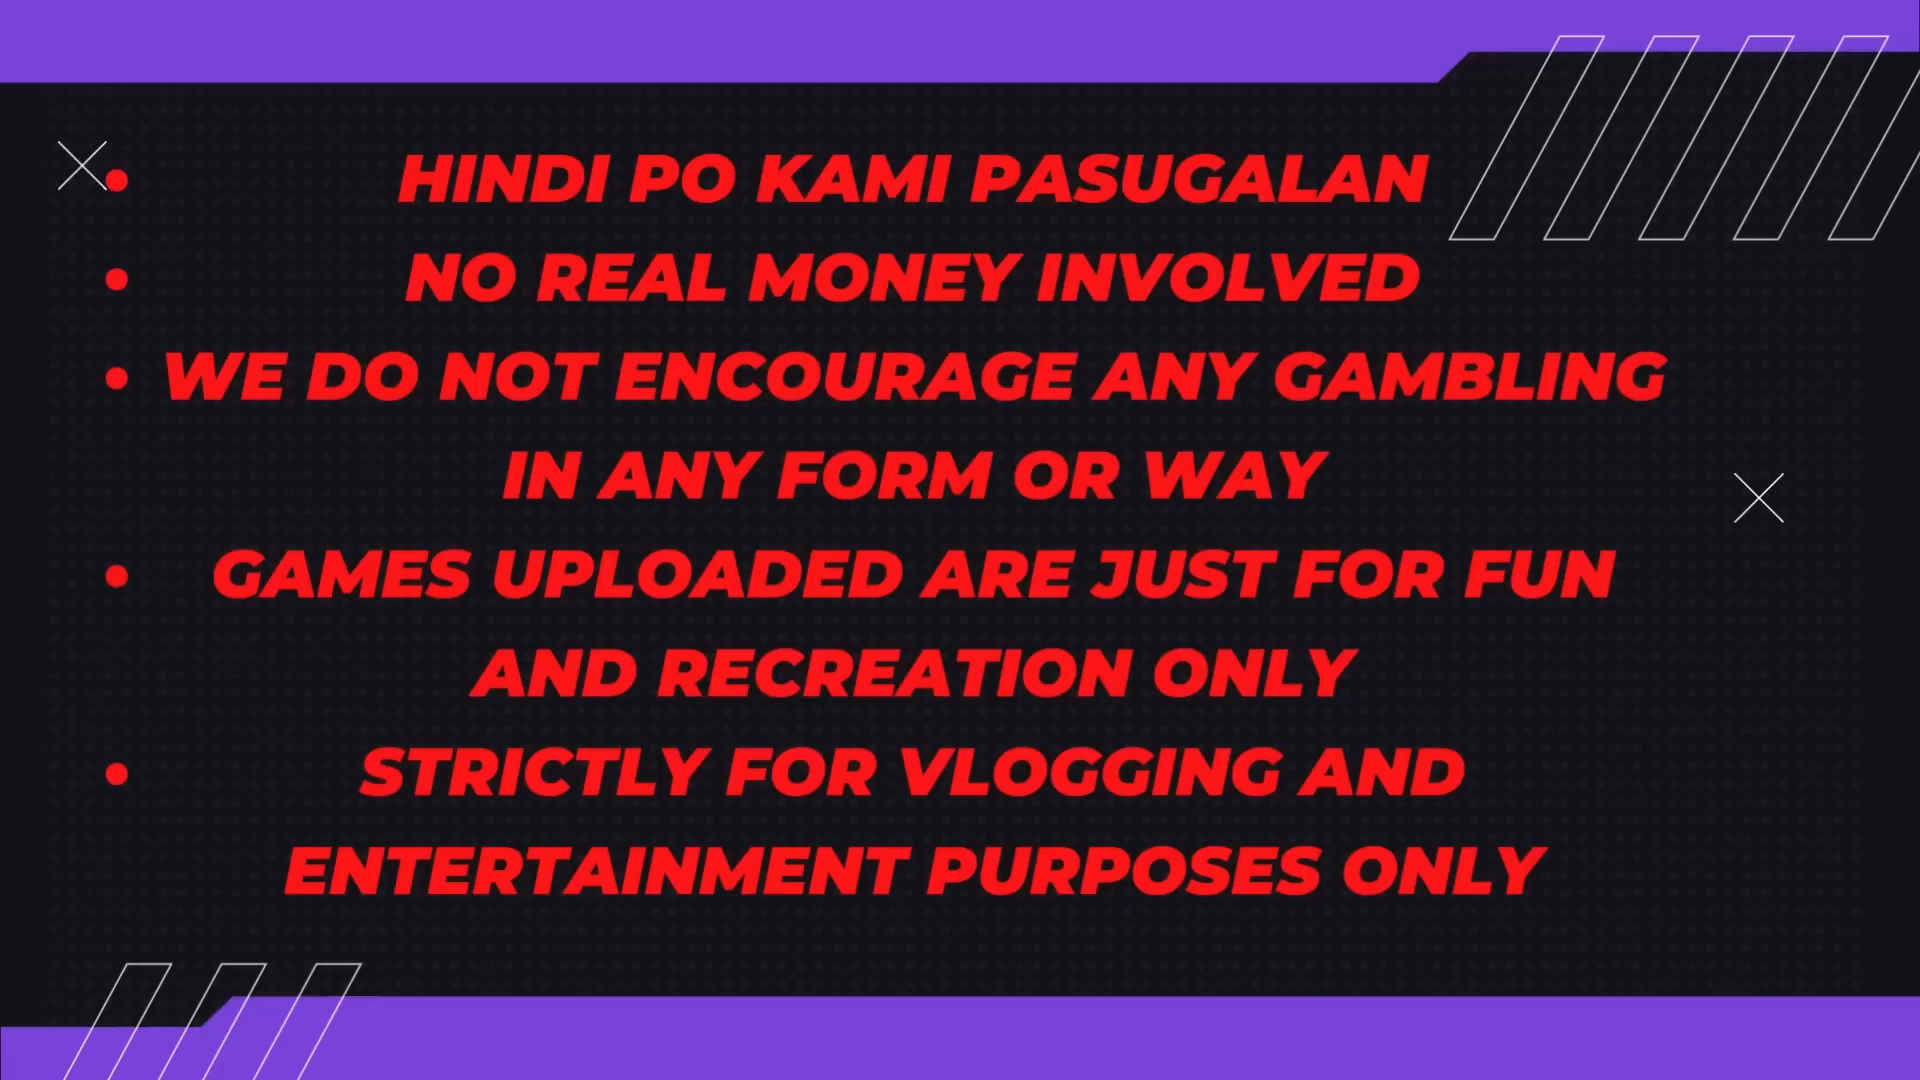 • HINDI PO KAMI PASUGALAN
• NO REAL MONEY INVOLVED
• WE DO NOT ENCOURAGE ANY GAMBLING
IN ANY FORM OR WAY
• GAMES UPLOADED ARE JUST FOR FUN
AND RECREATION ONLY
• STRICTLY FOR VLOGGING AND
ENTERTAINMENT PURPOSES ONLY